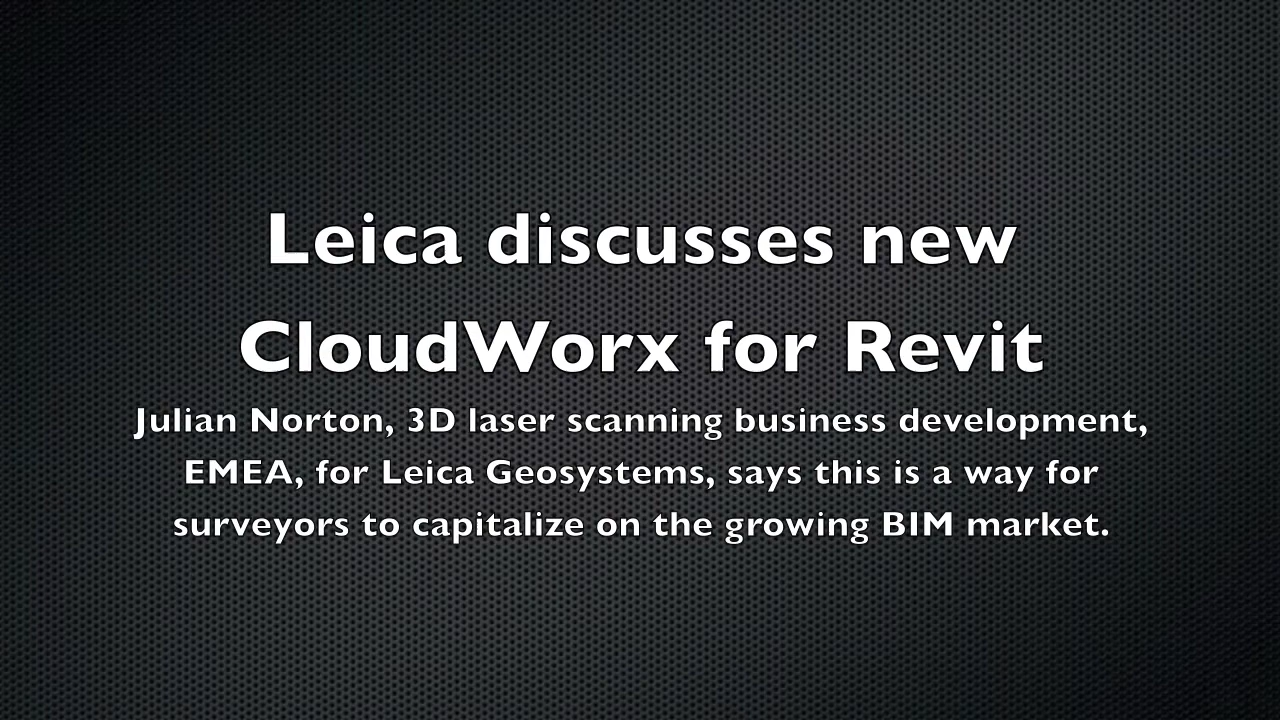 Leica discusses new
CloudWorx for Revit
Julian Norton, 3D laser scanning business development,
EMEA, for Leica Geosystems, says this is a way for
surveyors to capitalize on the growing BIM market.